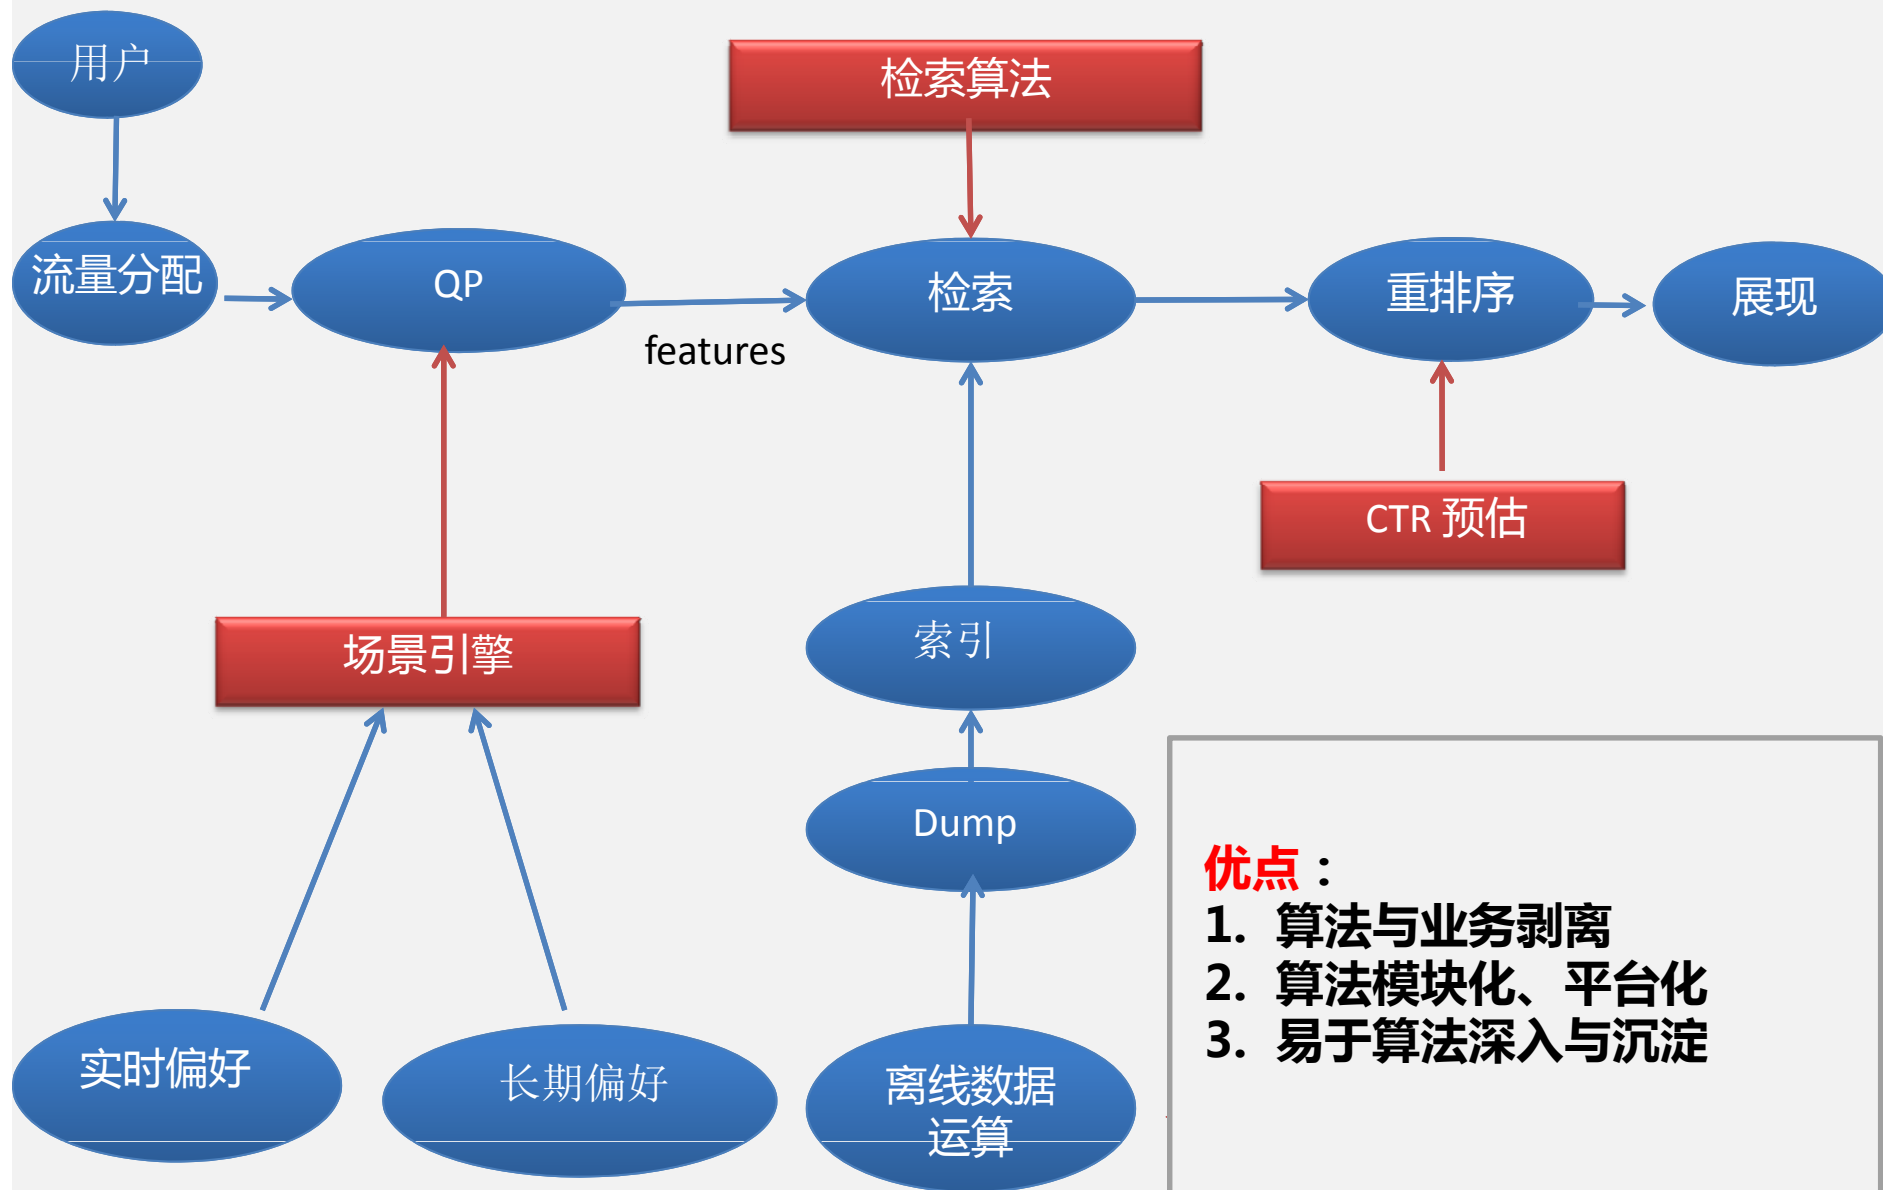 用户
检索算法
流量分配
QP
features
检索
重排序
展现
CTR 预估
场景引擎
索引
Dump
实时偏好
长期偏好
离线数据
运算
优点：
1. 算法与业务剥离
2. 算法模块化、平台化
3. 易于算法深入与沉淀